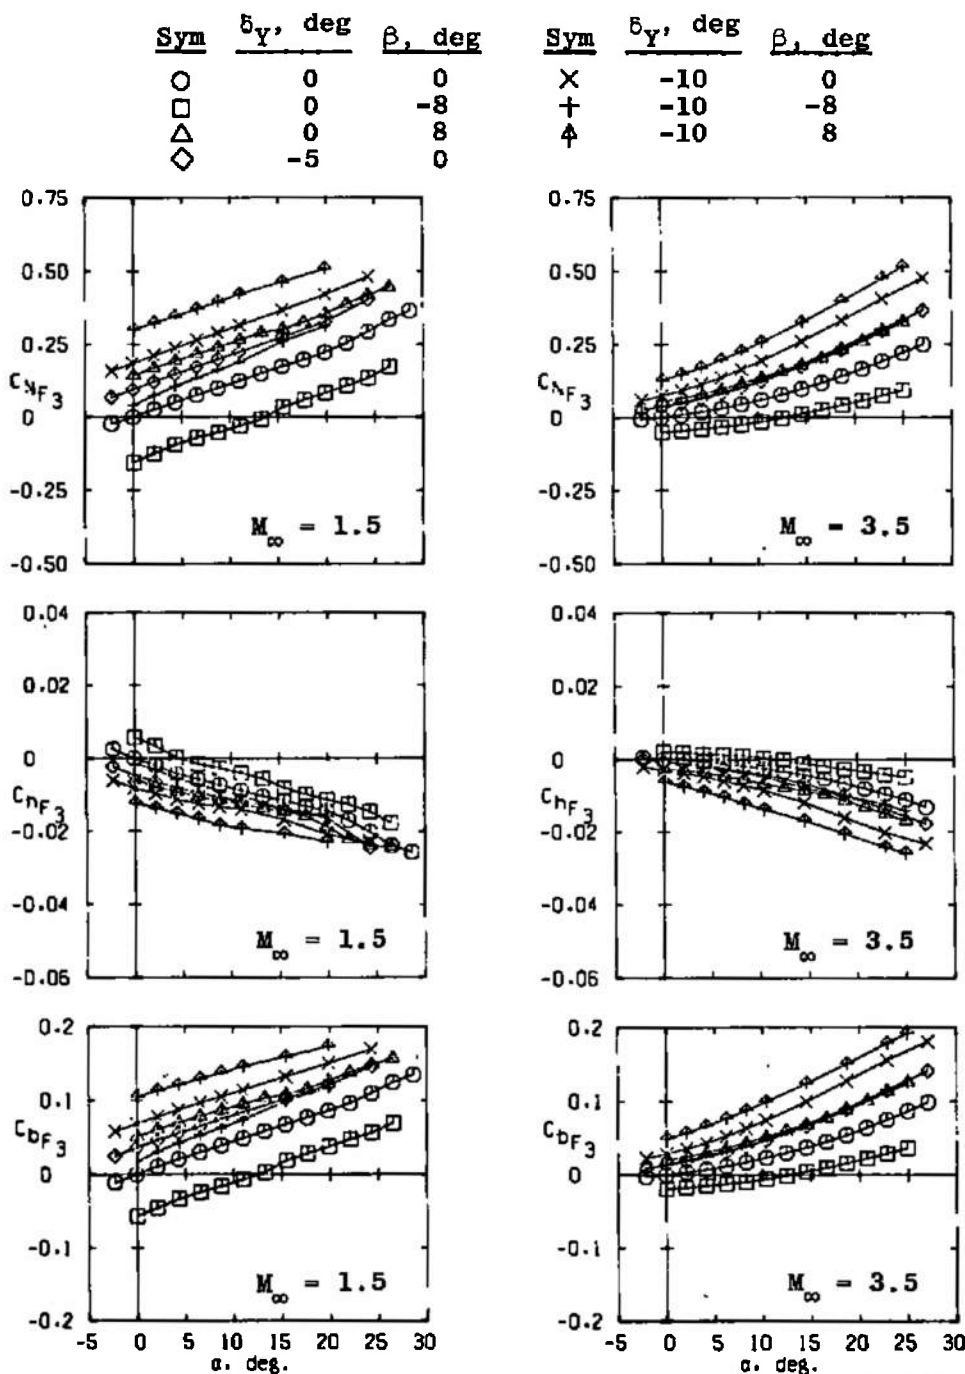 Sym δY, deg β, deg Sym δY, deg β, deg
○ 0 0 × -10 0
□ 0 -8 + -10 -8
△ 0 8 -10 8
◇ -5 0
0.75
0.50
0.25
CNF3
0
-0.25
-0.50
M∞ = 1.5
0.75
0.50
0.25
CNF3
0
-0.25
-0.50
M∞ - 3.5
0.04
0.02
0
ChF3
-0.02
-0.04
-0.06
M∞ = 1.5
0.04
0.02
0
ChF3
-0.02
-0.04
-0.06
M∞ = 3.5
0.2
0.1
CbF3
0
-0.1
-0.2
M∞ = 1.5
-5 0 5 10 15 20 25 30
α. deg.
0.2
0.1
CbF3
0
-0.1
-0.2
M∞ = 3.5
-5 0 5 10 15 20 25 30
α. deg.